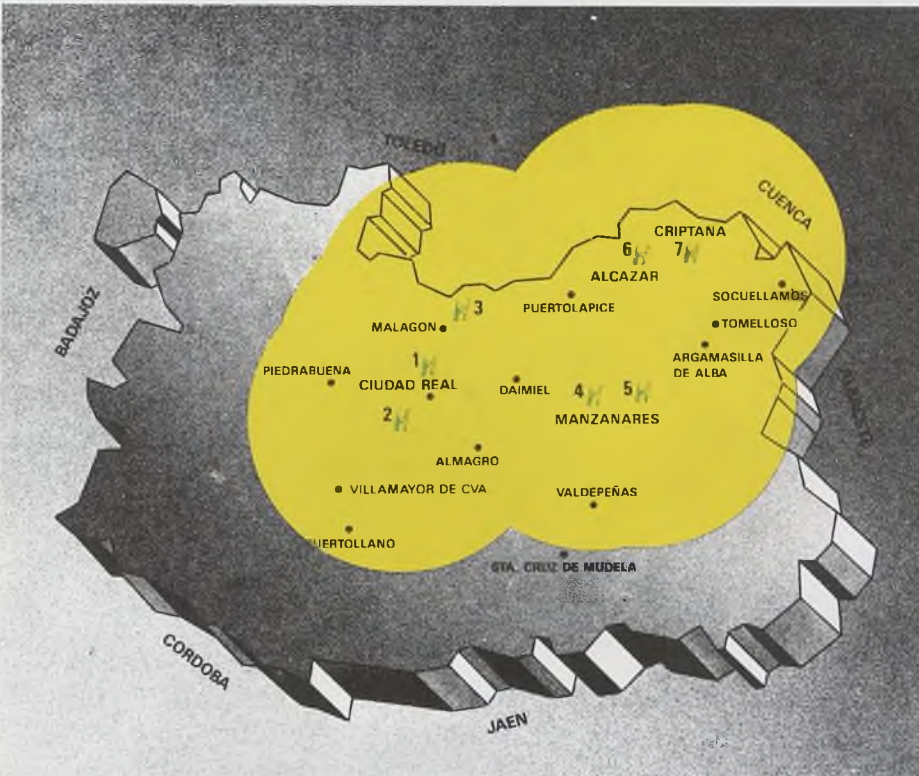 TOLEDO
CUENCA
CRIPTANA
6
7
ALCAZAR
BADAJOZ
SOCUELLAMOS
3
PUERTOLAPICE
MALAGON
TOMELLOSO
1
ARGAMASILLA
DE ALBA
PIEDRABUENA
CIUDAD REAL
DAIMIEL
4
5
2
MANZANARES
ALMAGRO
VILLAMAYOR DE CVA.
VALDEPEÑAS
STA. CRUZ DE MUDELA
CORDOBA
JAEN